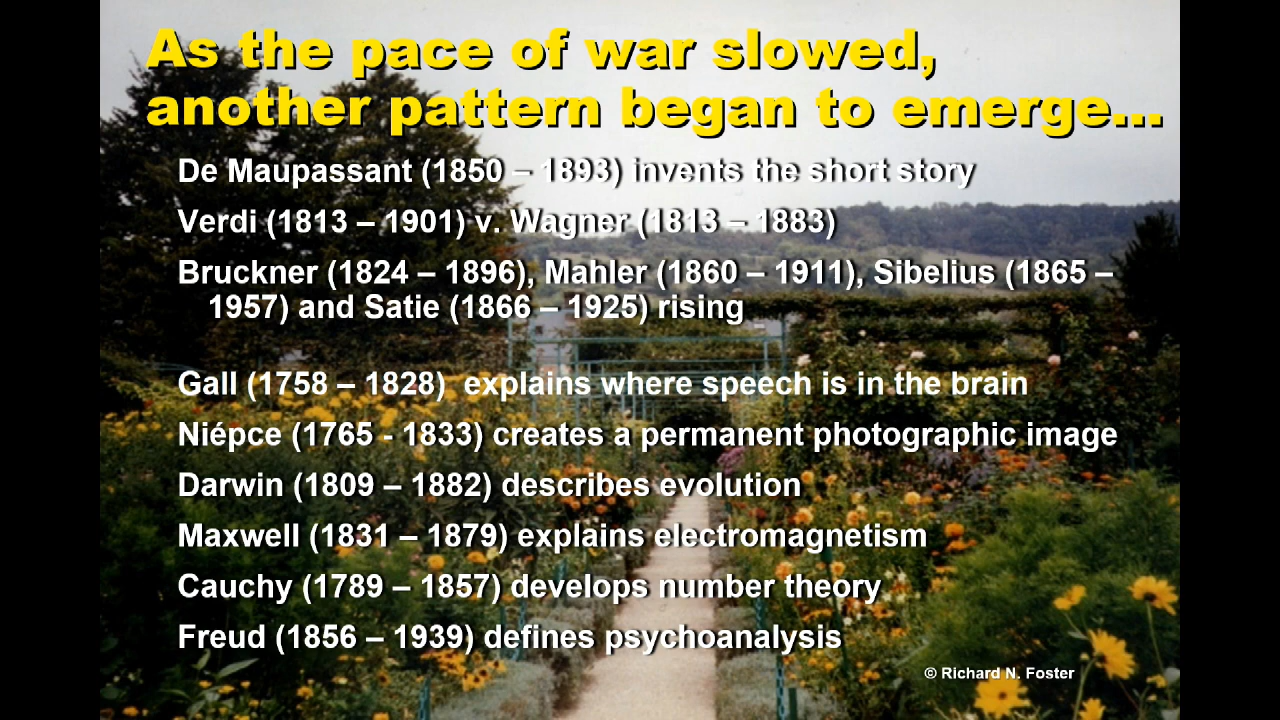 As the pace of war slowed,
another pattern began to emerge...
De Maupassant (1850 – 1893) invents the short story
Verdi (1813 – 1901) v. Wagner (1813 – 1883)
Bruckner (1824 – 1896), Mahler (1860 – 1911), Sibelius (1865 –
1957) and Satie (1866 – 1925) rising
Gall (1758 – 1828)  explains where speech is in the brain
Niépce (1765 - 1833) creates a permanent photographic image
Darwin (1809 – 1882) describes evolution
Maxwell (1831 – 1879) explains electromagnetism
Cauchy (1789 – 1857) develops number theory
Freud (1856 – 1939) defines psychoanalysis
© Richard N. Foster